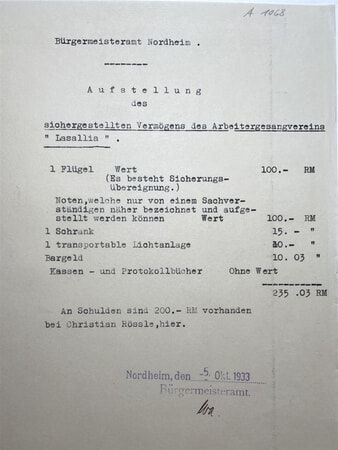 A 1068
Bürgermeisteramt Nordheim .
--------
Aufstellung
des
sichergestellten Vermögens des Arbeitergesangvereins
" Lasallia " .
1 Flügel Wert 100.- RM
(Es besteht Sicherungs-
übereignung.)
Noten,welche nur von einem Sachver-
ständigen näher bezeichnet und aufge-
stellt werden können Wert 100.- RM
1 Schrank 15. - "
1 transportable Lichtanlage 10.- "
Bargeld 10. 03 "
Kassen - und Protokollbücher Ohne Wert
-----------
235 .03 RM
An Schulden sind 200.- RM vorhanden
bei Christian Rössle,hier.
Nordheim, den -5. Okt. 1933
Bürgermeisteramt.